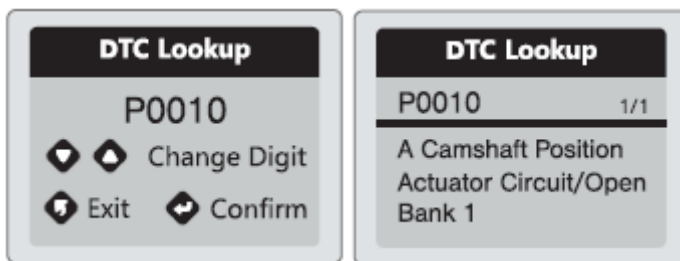 DTC Lookup
P0010
Change Digit
Exit Confirm
DTC Lookup
P0010 1/1
A Camshaft Position
Actuator Circuit/Open
Bank 1